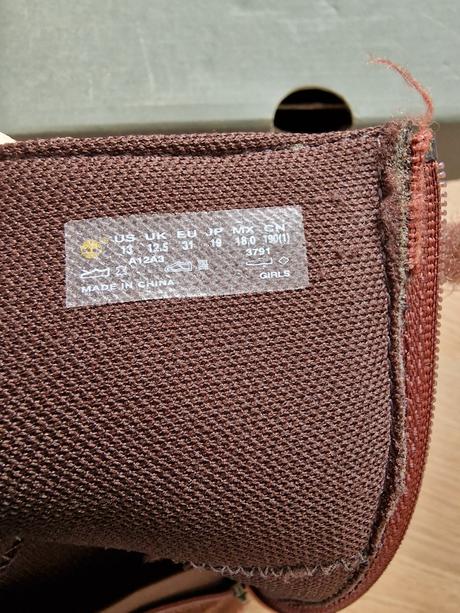 US UK EU JP MX CN
13 12.5 31 19 18.0 190(1)
A12A3 3791
MADE IN CHINA GIRLS